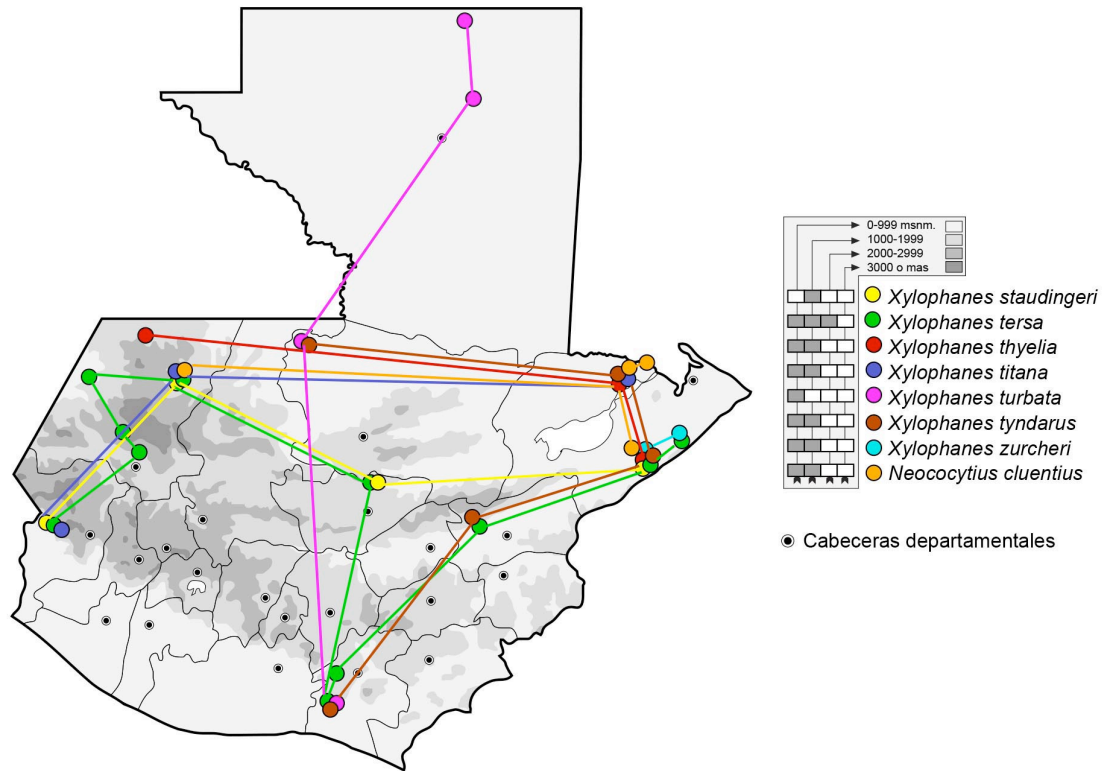 0-999 msnm.
1000-1999
2000-2999
3000 o mas
Xylophanes staudingeri
Xylophanes tersa
Xylophanes thyelia
Xylophanes titana
Xylophanes turbata
Xylophanes tyndarus
Xylophanes zurcheri
Neococytius cluentius
Cabeceras departamentales